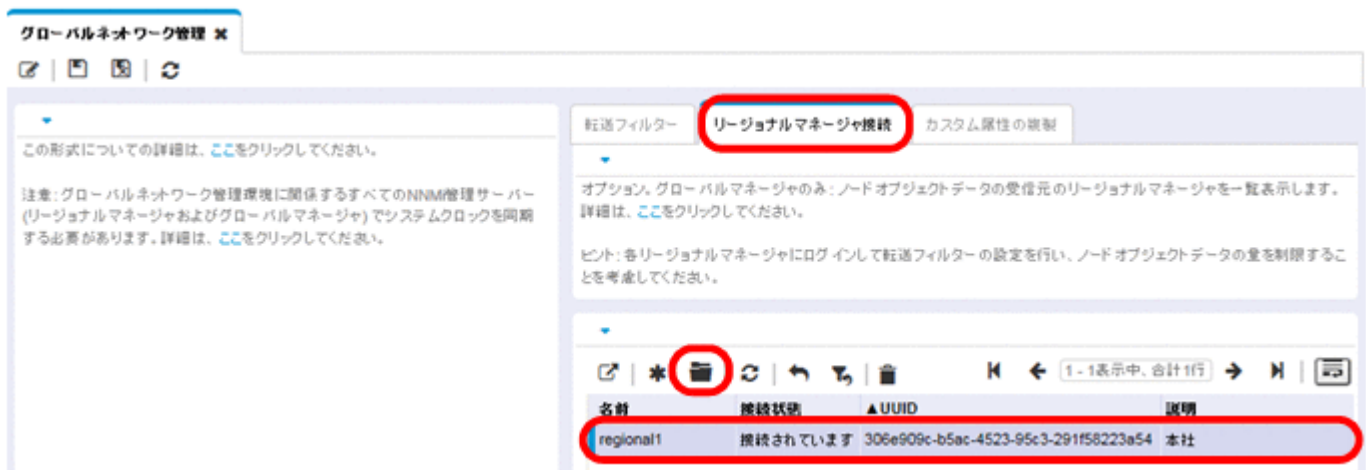 グローバルネットワーク管理 ✖
この形式についての詳細は、ここをクリックしてください。
注意:グローバルネットワーク管理環境に関係するすべてのNNMi管理サーバー
(リージョナルマネージャおよびグローバルマネージャ)でシステムクロックを同期
する必要があります。詳細は、ここをクリックしてください。
転送フィルター リージョナルマネージャ接続 カスタム属性の複製
オプション。グローバルマネージャのみ:ノードオブジェクトデータの受信元のリージョナルマネージャを一覧表示します。
詳細は、ここをクリックしてください。
ヒント:各リージョナルマネージャにログインして転送フィルターの設定を行い、ノードオブジェクトデータの量を制限するこ
とを考慮してください。
1 - 1表示中、合計1行
名前 接続状態 ▲UUID 説明
regional1 接続されています 306e909c-b5ac-4523-95c3-291f58223a54 本社